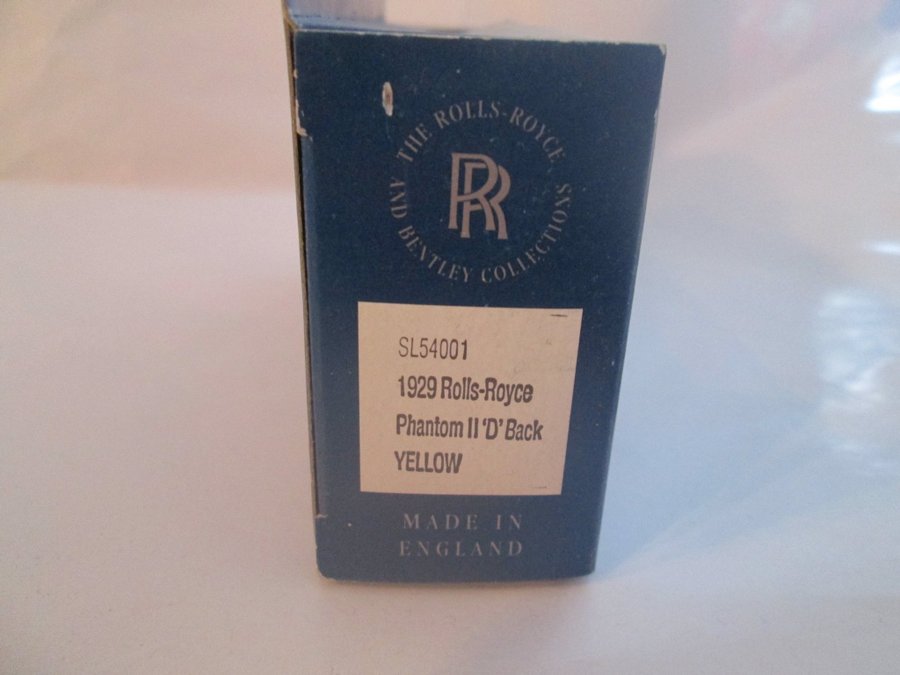 THE ROLLS-ROYCE
AND BENTLEY COLLECTIONS
RR
SL54001
1929 Rolls-Royce
Phantom II 'D' Back
YELLOW
MADE IN
ENGLAND